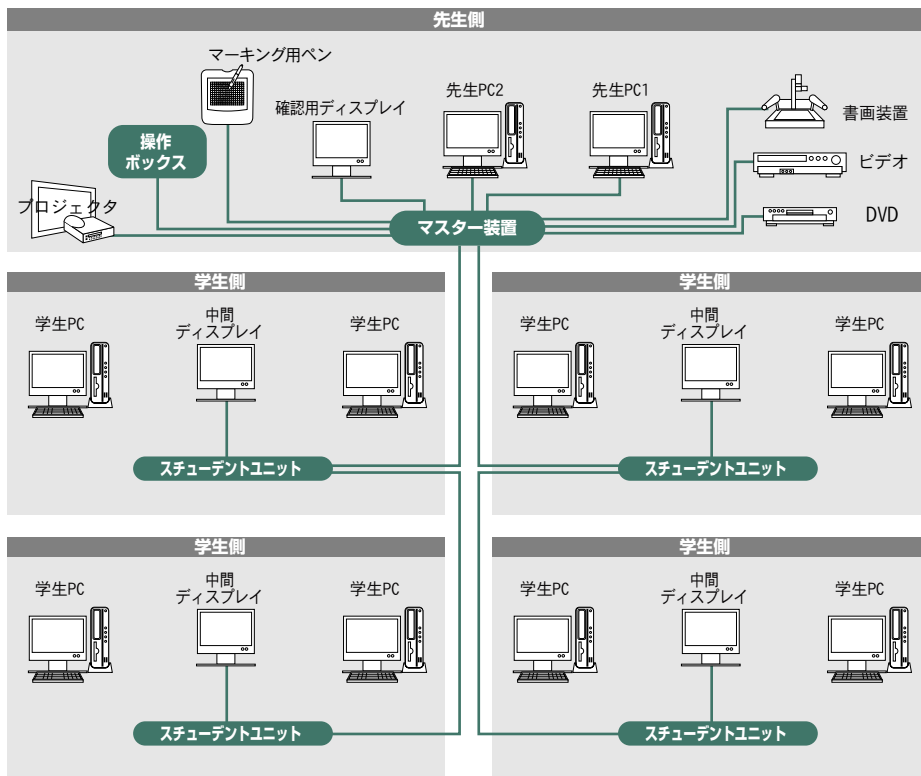 先生側
マーキング用ペン
確認用ディスプレイ
先生PC2
先生PC1
書画装置
操作
ボックス
ビデオ
プロジェクタ
マスター装置
DVD
学生側
学生PC
中間
ディスプレイ
学生PC
スチューデントユニット
学生側
学生PC
中間
ディスプレイ
学生PC
スチューデントユニット
学生側
学生PC
中間
ディスプレイ
学生PC
スチューデントユニット
学生側
学生PC
中間
ディスプレイ
学生PC
スチューデントユニット